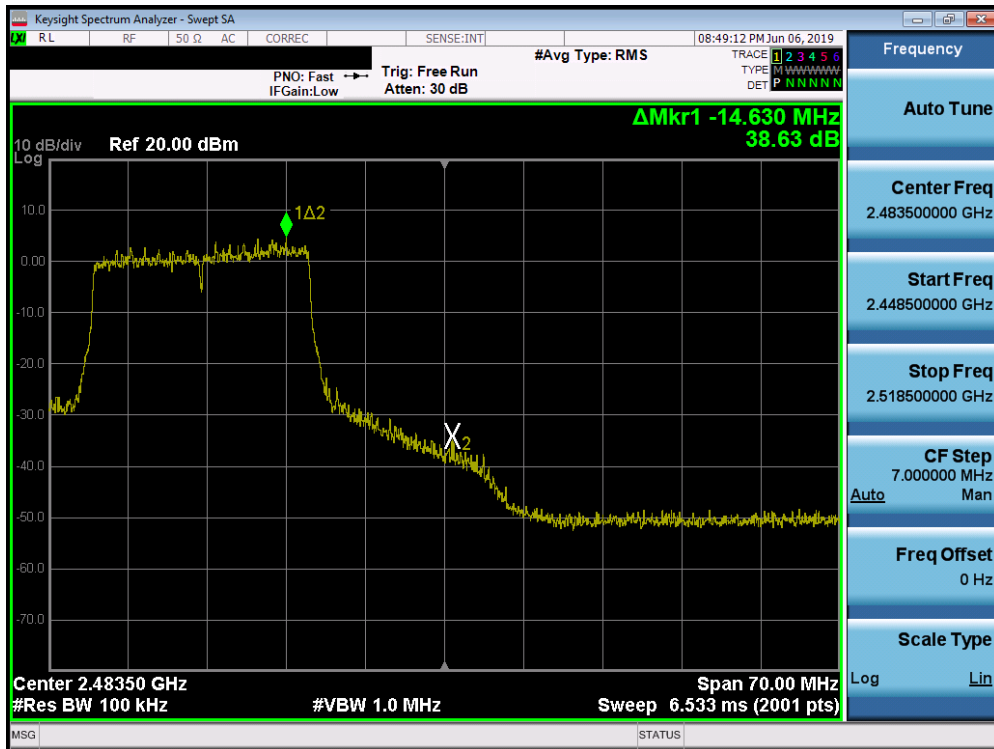 Keysight Spectrum Analyzer - Swept SA
LXI RL RF 50 Ω AC CORREC SENSE:INT 08:49:12 PM Jun 06, 2019
PNO: Fast
IFGain:Low
Trig: Free Run
Atten: 30 dB
#Avg Type: RMS
TRACE 1 2 3 4 5 6
TYPE M W W W W W
DET P N N N N N
ΔMkr1 -14.630 MHz
38.63 dB
10 dB/div Ref 20.00 dBm
Log
10.0
0.00
-10.0
-20.0
-30.0
-40.0
-50.0
-60.0
-70.0
1Δ2
2
Center 2.48350 GHz Span 70.00 MHz
#Res BW 100 kHz #VBW 1.0 MHz Sweep 6.533 ms (2001 pts)
MSG STATUS
Frequency
Auto Tune
Center Freq
2.483500000 GHz
Start Freq
2.448500000 GHz
Stop Freq
2.518500000 GHz
CF Step
7.000000 MHz
Auto Man
Freq Offset
0 Hz
Scale Type
Log Lin